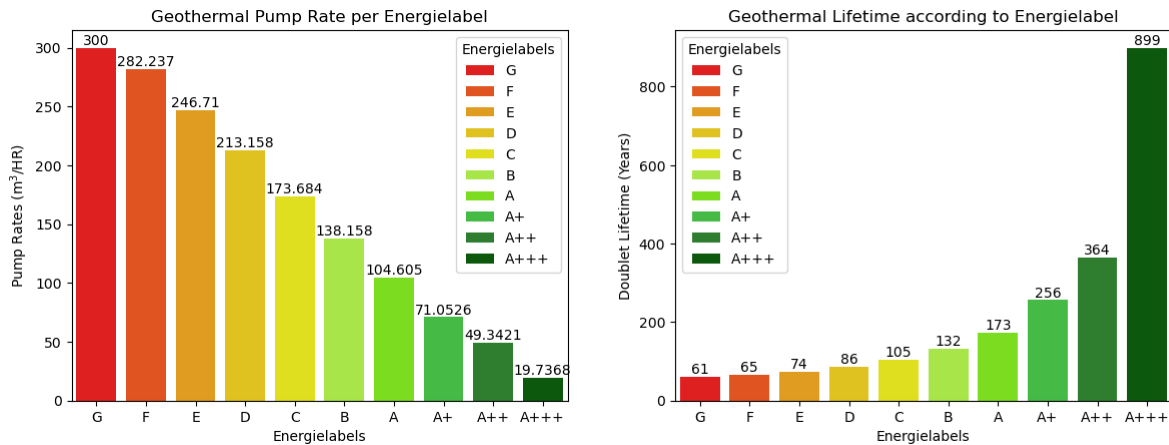 Geothermal Pump Rate per Energielabel
Pump Rates (m³/HR)
300
250
200
150
100
50
0
300
282.237
246.71
213.158
173.684
138.158
104.605
71.0526
49.3421
19.7368
Energielabels
G
F
E
D
C
B
A
A+
A++
A+++
G F E D C B A A+ A++ A+++
Energielabels
Geothermal Lifetime according to Energielabel
Doublet Lifetime (Years)
800
600
400
200
0
Energielabels
G
F
E
D
C
B
A
A+
A++
A+++
61
65
74
86
105
132
173
256
364
899
G F E D C B A A+ A++ A+++
Energielabels